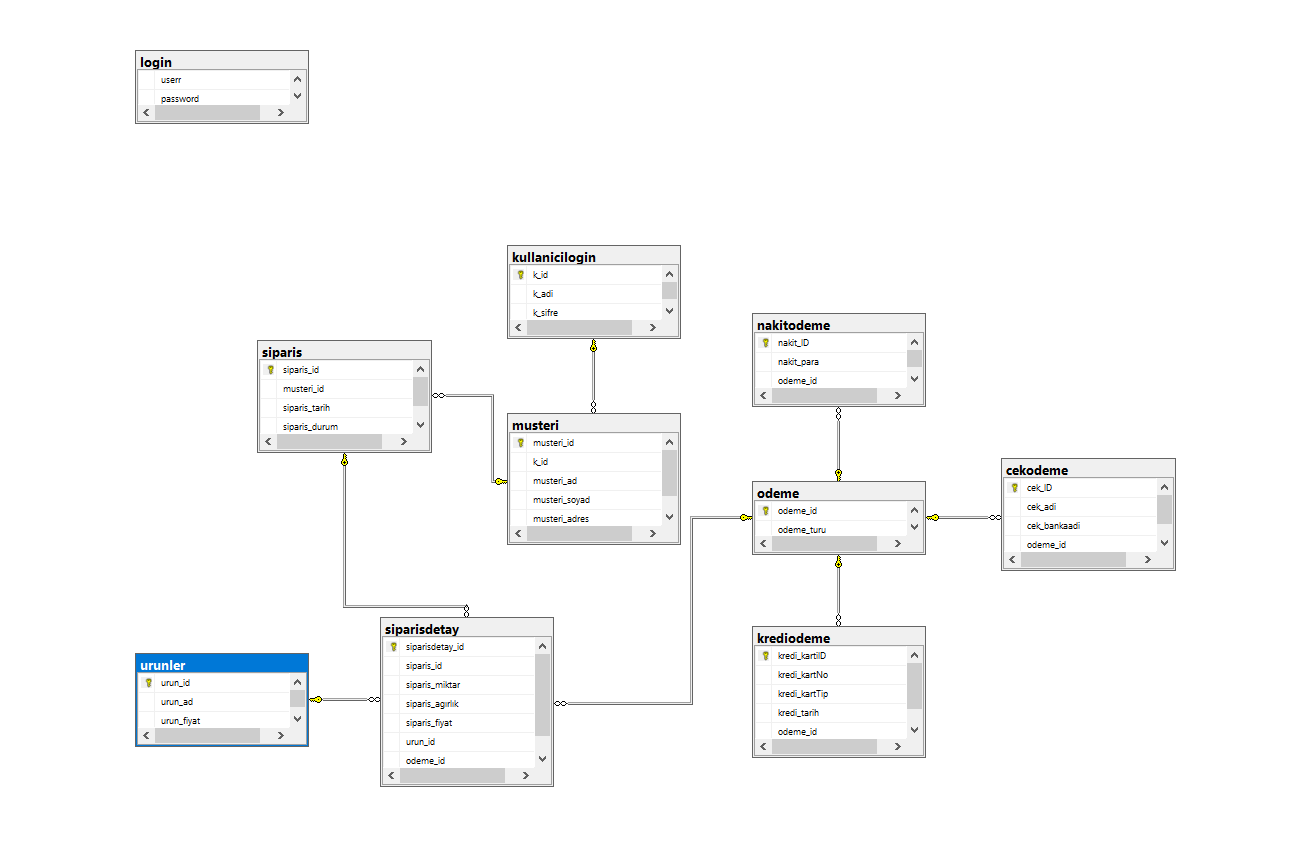 login
userr
password
kullanicilogin
k_id
k_adi
k_sifre
siparis
siparis_id
musteri_id
siparis_tarih
siparis_durum
musteri
musteri_id
k_id
musteri_ad
musteri_soyad
musteri_adres
nakitodeme
nakit_ID
nakit_para
odeme_id
odeme
odeme_id
odeme_turu
cekodeme
cek_ID
cek_adi
cek_bankaadi
odeme_id
siparisdetay
siparisdetay_id
siparis_id
siparis_miktar
siparis_agırlık
siparis_fiyat
urun_id
odeme_id
krediodeme
kredi_kartiID
kredi_kartNo
kredi_kartTip
kredi_tarih
odeme_id
urunler
urun_id
urun_ad
urun_fiyat